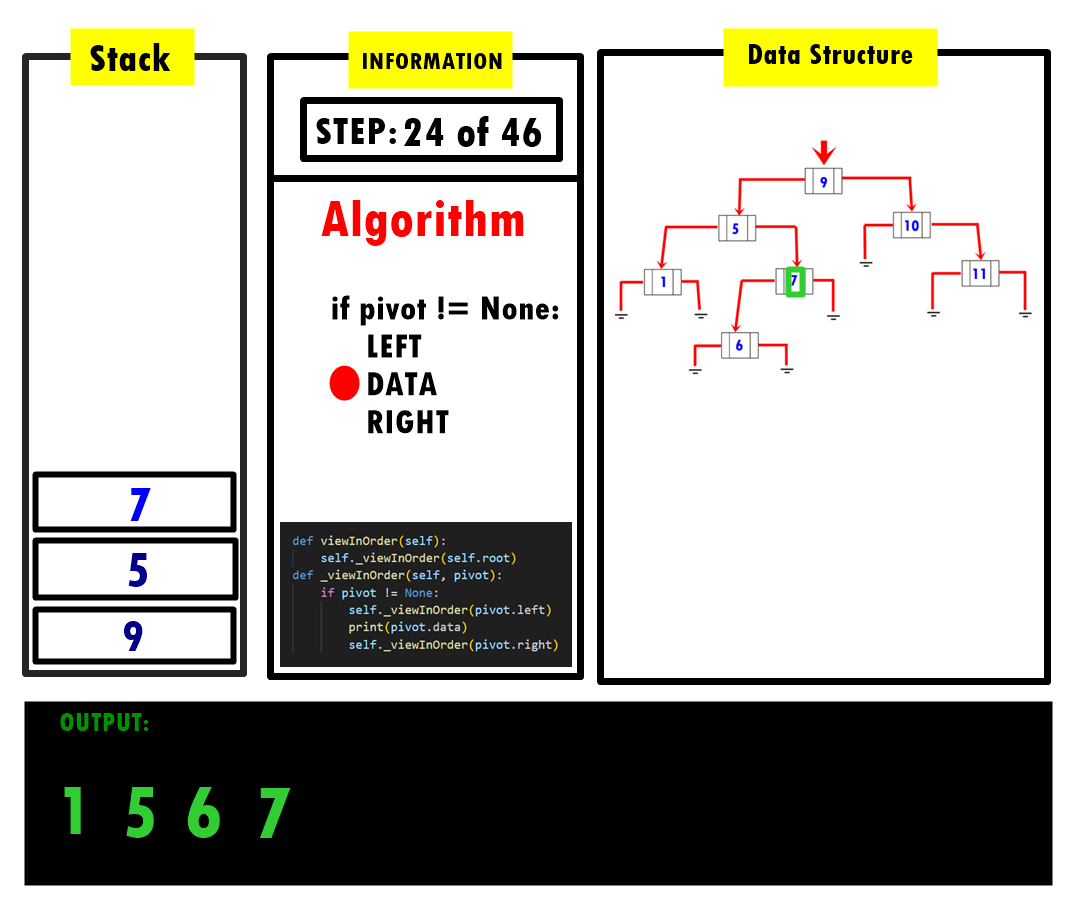 Stack
7
5
9
INFORMATION
STEP: 24 of 46
Algorithm
if pivot != None:
LEFT
DATA
RIGHT
def viewInOrder(self):
self._viewInOrder(self.root)
def _viewInOrder(self, pivot):
if pivot != None:
self._viewInOrder(pivot.left)
print(pivot.data)
self._viewInOrder(pivot.right)
Data Structure
9
5
10
1
7
11
6
OUTPUT:
1 5 6 7